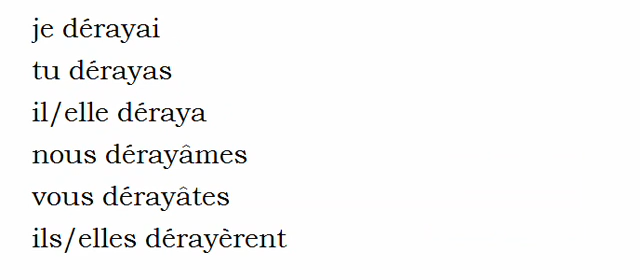 je dérayai
tu dérayas
il/elle déraya
nous dérayâmes
vous dérayâtes
ils/elles dérayèrent